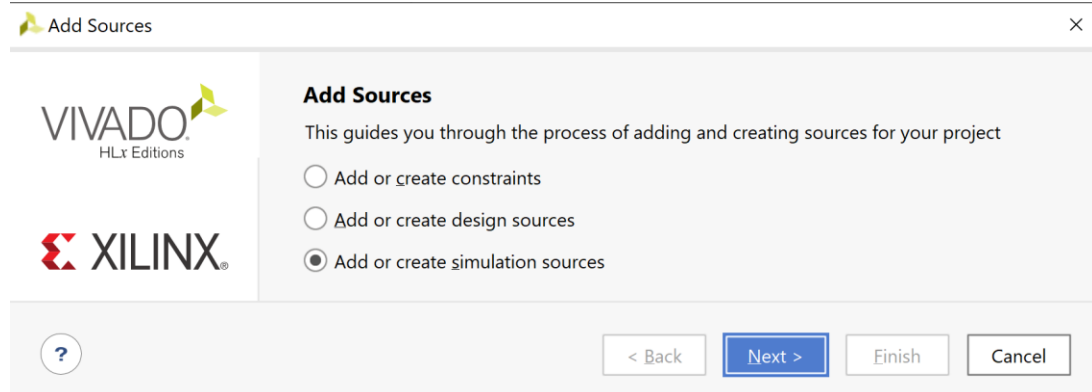 Add Sources
VIVADO.
HLx Editions
XILINX®
Add Sources
This guides you through the process of adding and creating sources for your project
Add or create constraints
Add or create design sources
Add or create simulation sources
?
< Back
Next >
Finish
Cancel